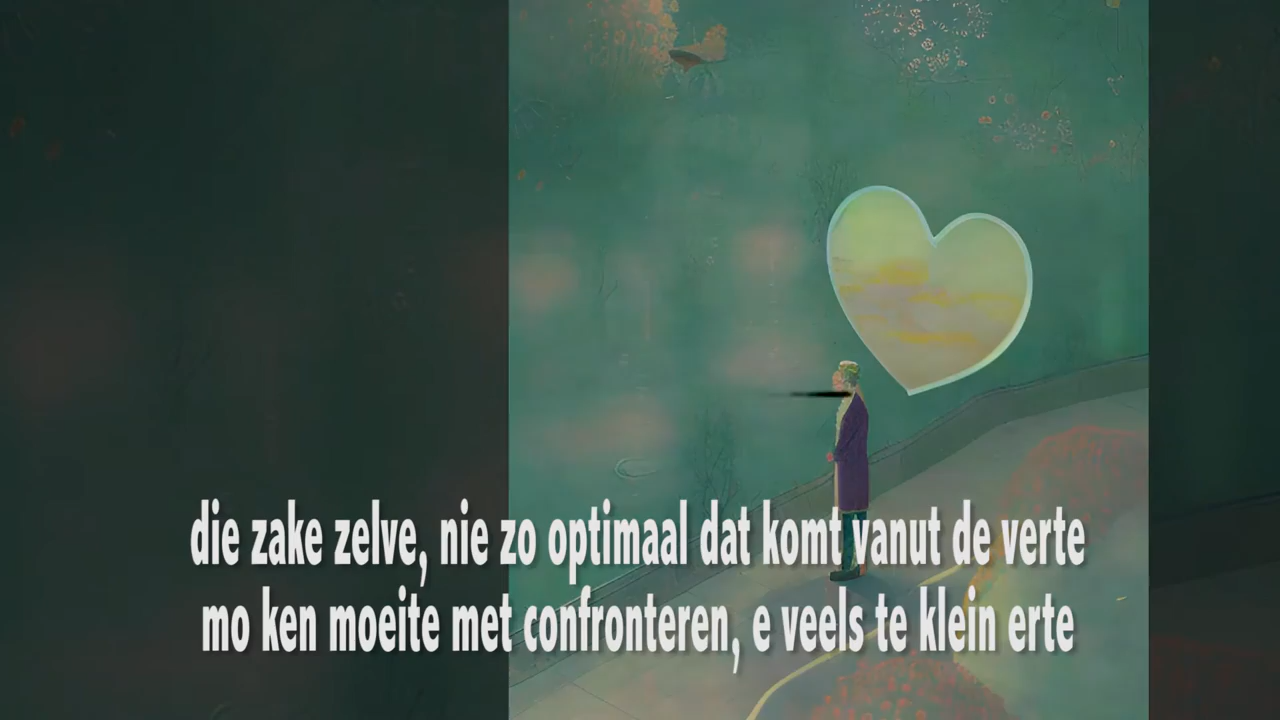 die zake zelve, nie zo optimaal dat komt vanut de verte
mo ken moeite met confronteren, e veels te klein erte